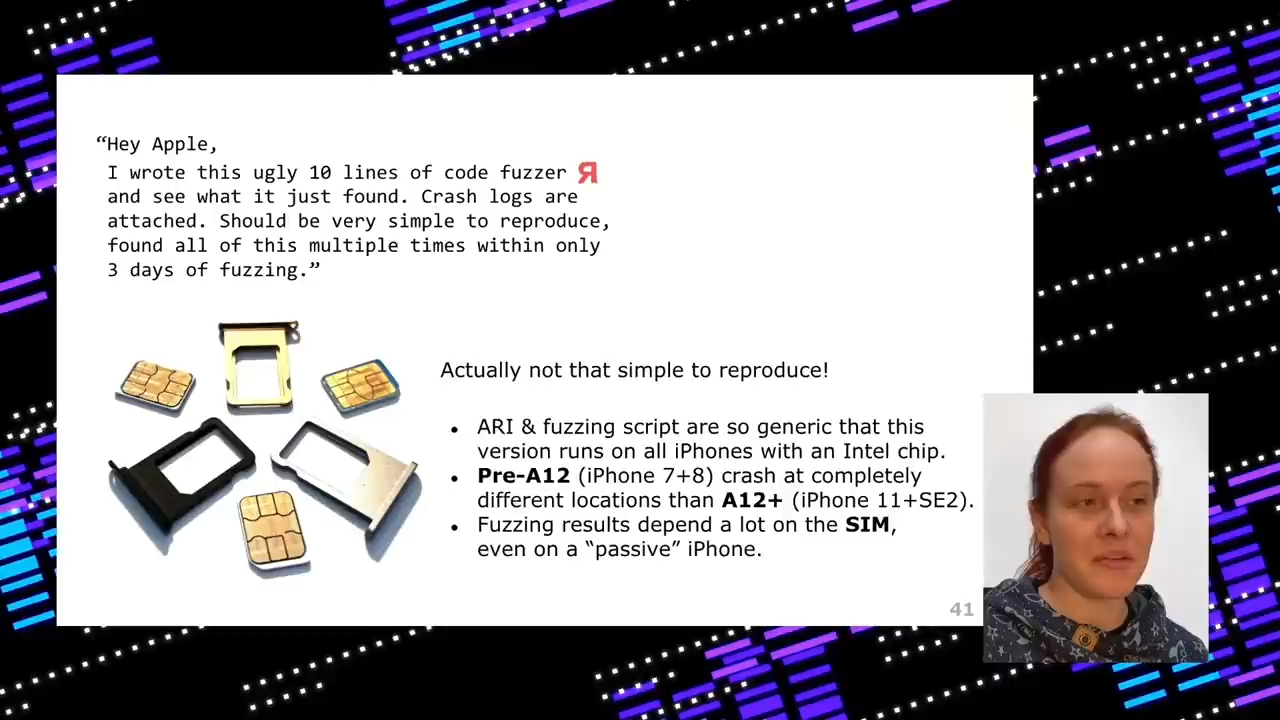 “Hey Apple,
I wrote this ugly 10 lines of code fuzzer Я
and see what it just found. Crash logs are
attached. Should be very simple to reproduce,
found all of this multiple times within only
3 days of fuzzing.”
Actually not that simple to reproduce!
• ARI & fuzzing script are so generic that this
version runs on all iPhones with an Intel chip.
• Pre-A12 (iPhone 7+8) crash at completely
different locations than A12+ (iPhone 11+SE2).
• Fuzzing results depend a lot on the SIM,
even on a “passive” iPhone.
41